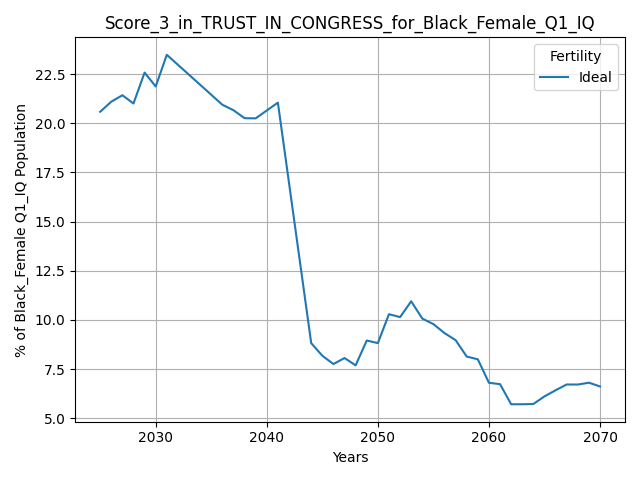 Score_3_in_TRUST_IN_CONGRESS_for_Black_Female_Q1_IQ
Fertility
Ideal
% of Black_Female Q1_IQ Population
22.5
20.0
17.5
15.0
12.5
10.0
7.5
5.0
2030 2040 2050 2060 2070
Years